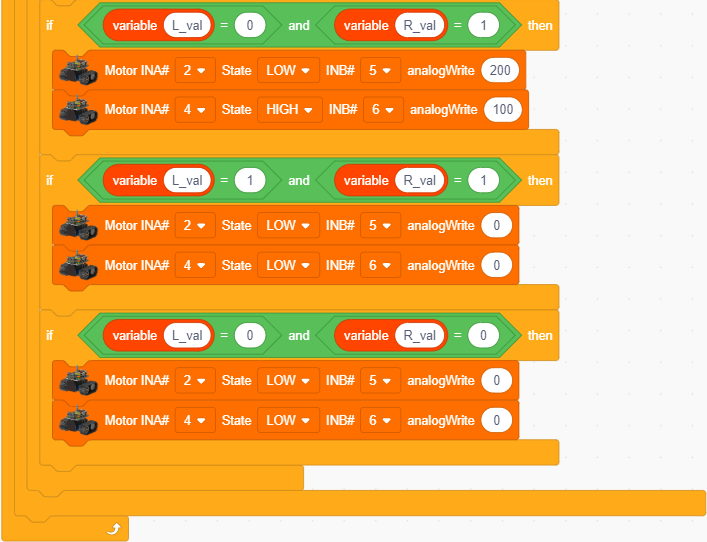 if variable L_val = 0 and variable R_val = 1 then
Motor INA# 2 State LOW INB# 5 analogWrite 200
Motor INA# 4 State HIGH INB# 6 analogWrite 100
if variable L_val = 1 and variable R_val = 1 then
Motor INA# 2 State LOW INB# 5 analogWrite 0
Motor INA# 4 State LOW INB# 6 analogWrite 0
if variable L_val = 0 and variable R_val = 0 then
Motor INA# 2 State LOW INB# 5 analogWrite 0
Motor INA# 4 State LOW INB# 6 analogWrite 0